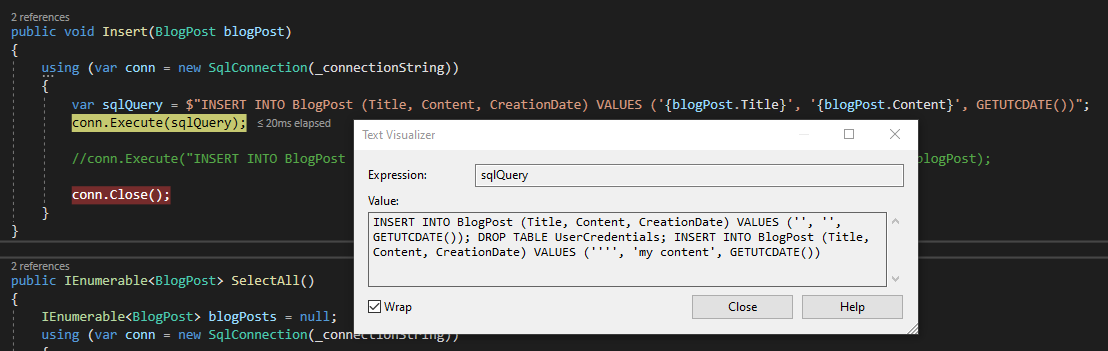 2 references
public void Insert(BlogPost blogPost)
{
using (var conn = new SqlConnection(_connectionString))
{
var sqlQuery = $"INSERT INTO BlogPost (Title, Content, CreationDate) VALUES ('{blogPost.Title}', '{blogPost.Content}', GETUTCDATE())";
conn.Execute(sqlQuery); ≤ 20ms elapsed
Text Visualizer
//conn.Execute("INSERT INTO BlogPost logPost);
Expression: sqlQuery
conn.Close();
Value:
}
INSERT INTO BlogPost (Title, Content, CreationDate) VALUES ('', '',
GETUTCDATE()); DROP TABLE UserCredentials; INSERT INTO BlogPost (Title,
Content, CreationDate) VALUES ('''', 'my content', GETUTCDATE())
}
2 references
public IEnumerable<BlogPost> SelectAll()
{
Wrap Close Help
IEnumerable<BlogPost> blogPosts = null;
using (var conn = new SqlConnection(_connectionString))
{